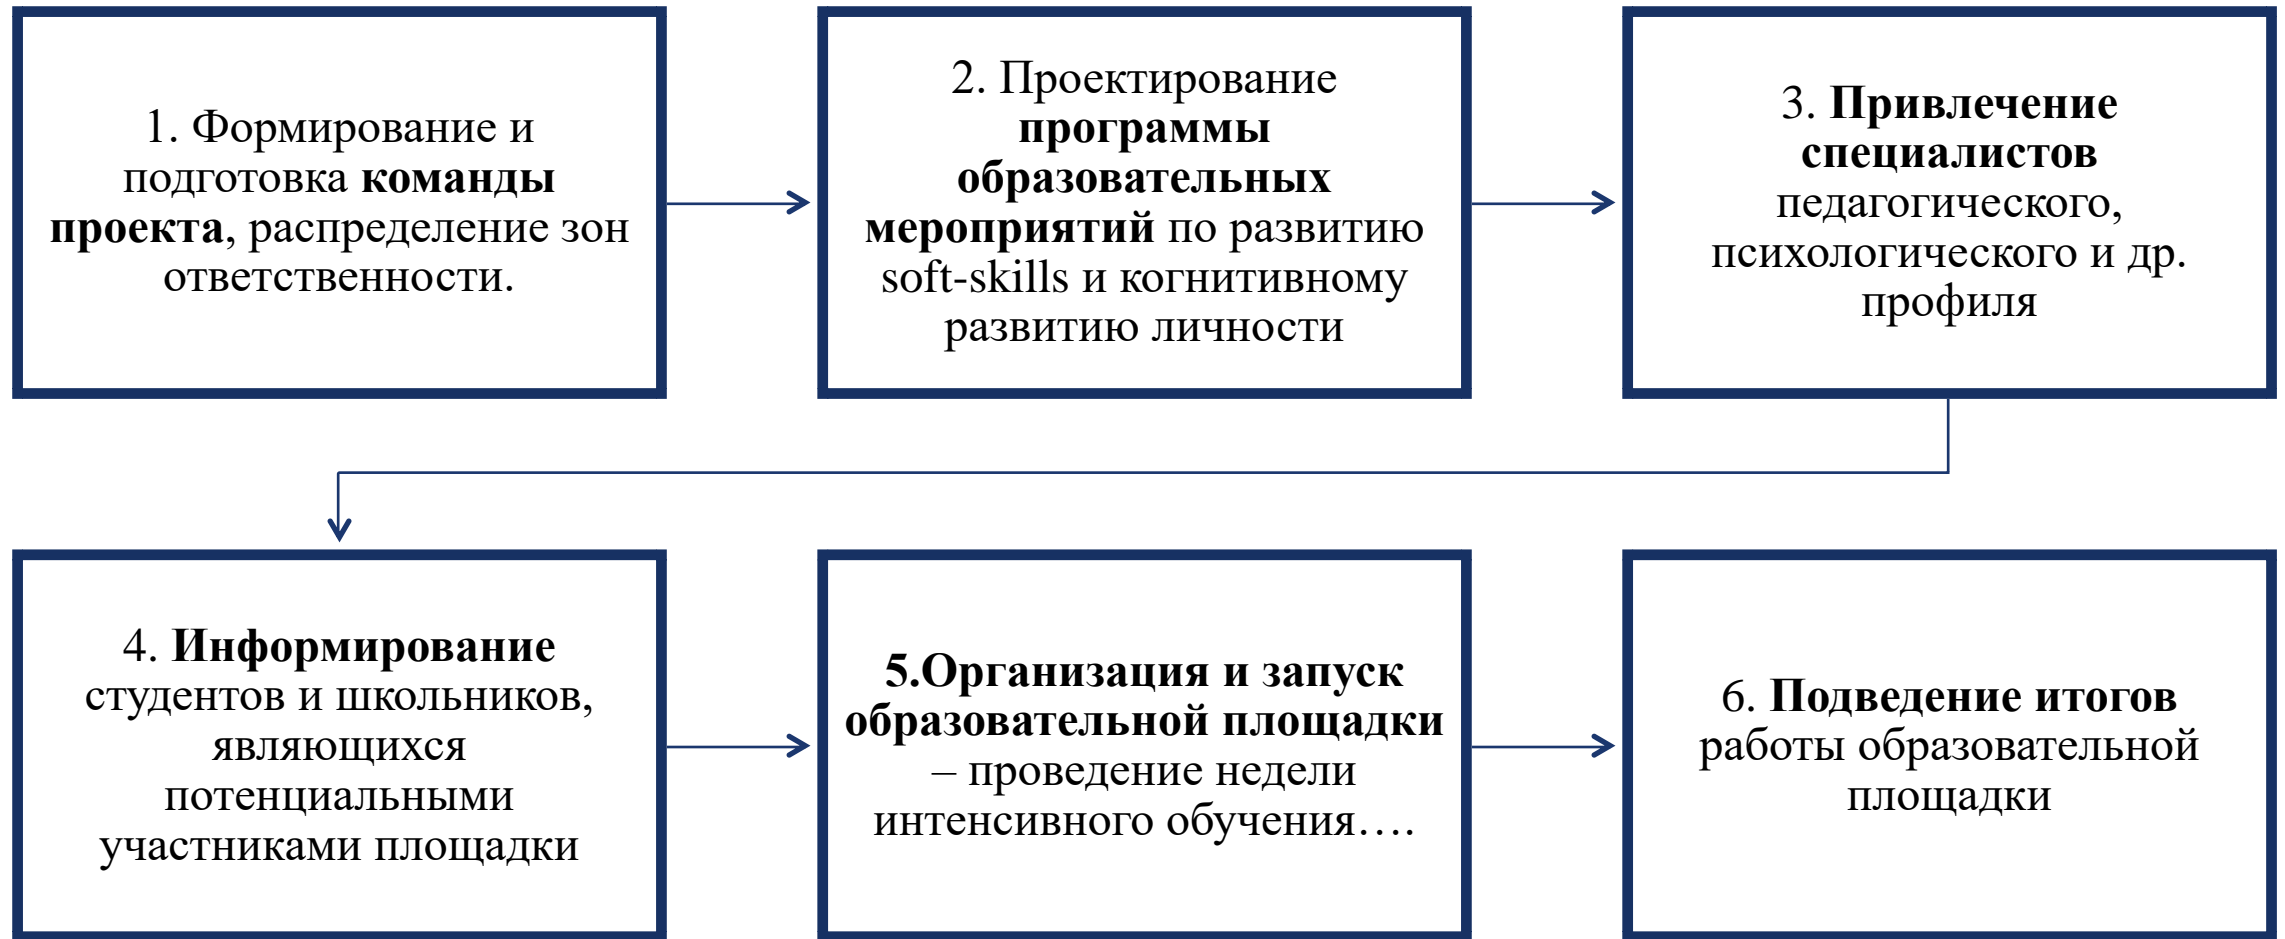 1. Формирование и
подготовка команды
проекта, распределение зон
ответственности.
2. Проектирование
программы
образовательных
мероприятий по развитию
soft-skills и когнитивному
развитию личности
3. Привлечение
специалистов
педагогического,
психологического и др.
профиля
4. Информирование
студентов и школьников,
являющихся
потенциальными
участниками площадки
5.Организация и запуск
образовательной площадки
– проведение недели
интенсивного обучения….
6. Подведение итогов
работы образовательной
площадки